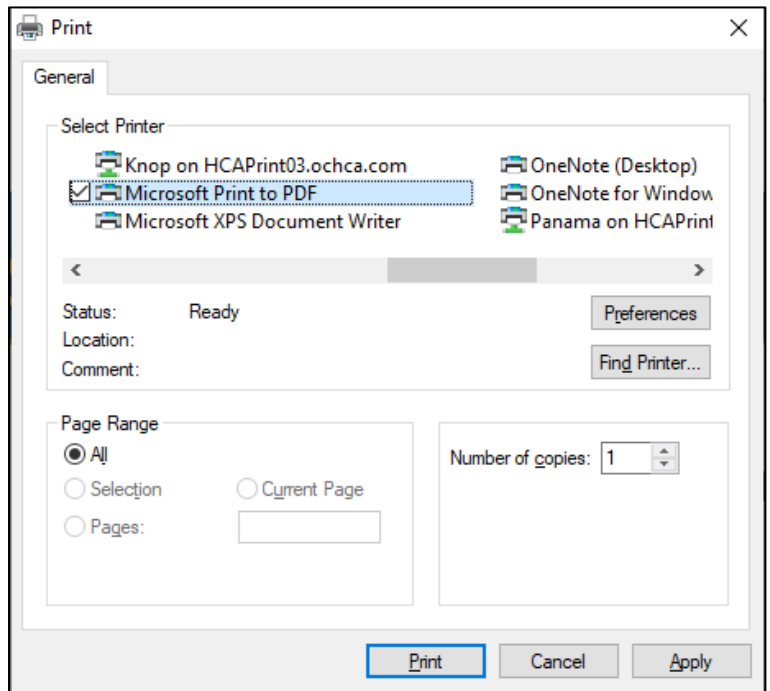 Print
General
Select Printer
Knop on HCAPrint03.ochca.com
OneNote (Desktop)
Microsoft Print to PDF
OneNote for Window
Microsoft XPS Document Writer
Panama on HCAPrint
Status: Ready
Preferences
Location:
Comment:
Find Printer...
Page Range
All
Number of copies: 1
Selection Current Page
Pages:
Print Cancel Apply